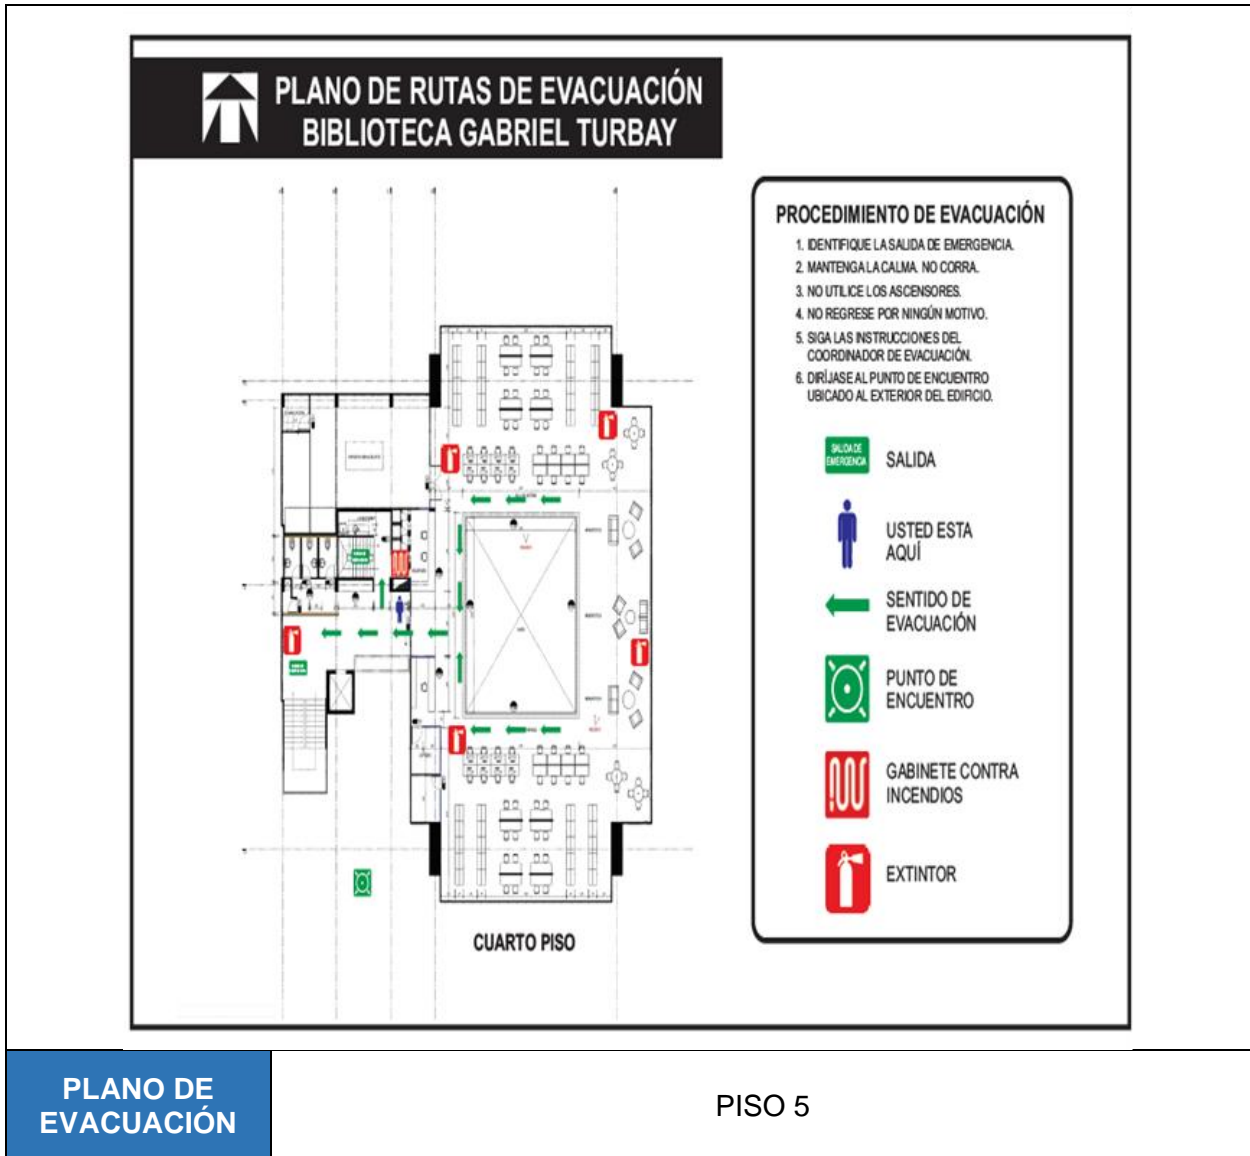 PLANO DE RUTAS DE EVACUACIÓN
BIBLIOTECA GABRIEL TURBAY
PROCEDIMIENTO DE EVACUACIÓN
1. IDENTIFIQUE LA SALIDA DE EMERGENCIA.
2. MANTENGA LA CALMA. NO CORRA.
3. NO UTILICE LOS ASCENSORES.
4. NO REGRESE POR NINGÚN MOTIVO.
5. SIGA LAS INSTRUCCIONES DEL
COORDINADOR DE EVACUACIÓN.
6. DIRÍJASE AL PUNTO DE ENCUENTRO
UBICADO AL EXTERIOR DEL EDIFICIO.
SALIDA DE
EMERGENCIA
SALIDA
USTED ESTA
AQUÍ
SENTIDO DE
EVACUACIÓN
PUNTO DE
ENCUENTRO
GABINETE CONTRA
INCENDIOS
EXTINTOR
CUARTO PISO
PLANO DE
EVACUACIÓN
PISO 5